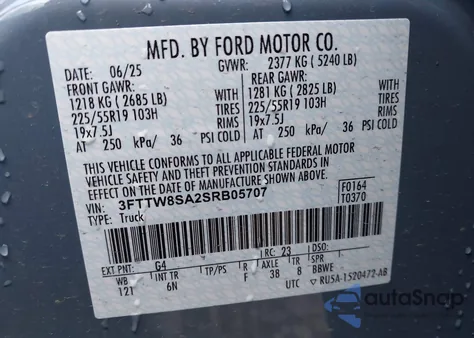 MFD. BY FORD MOTOR CO.
DATE: 06/25 GVWR: 2377 KG ( 5240 LB)
FRONT GAWR: REAR GAWR:
1218 KG ( 2685 LB) WITH 1281 KG ( 2825 LB) WITH
225/55R19 103H TIRES 225/55R19 103H TIRES
19x7.5J RIMS 19x7.5J RIMS
AT 250 kPa/ 36 PSI COLD AT 250 kPa/ 36 PSI COLD
THIS VEHICLE CONFORMS TO ALL APPLICABLE FEDERAL MOTOR
VEHICLE SAFETY AND THEFT PREVENTION STANDARDS IN
EFFECT ON THE DATE OF MANUFACTURE SHOWN ABOVE.
VIN: 3FTTW8SA2SRB05707 F0164
TYPE: Truck T0370
EXT PNT: G4 RC: 23 DSO:
WB INT TR TP/PS R AXLE TR SPR
121 6N F 38 8 BBWE
UTC RU5A-1520472-AB
autoSnap